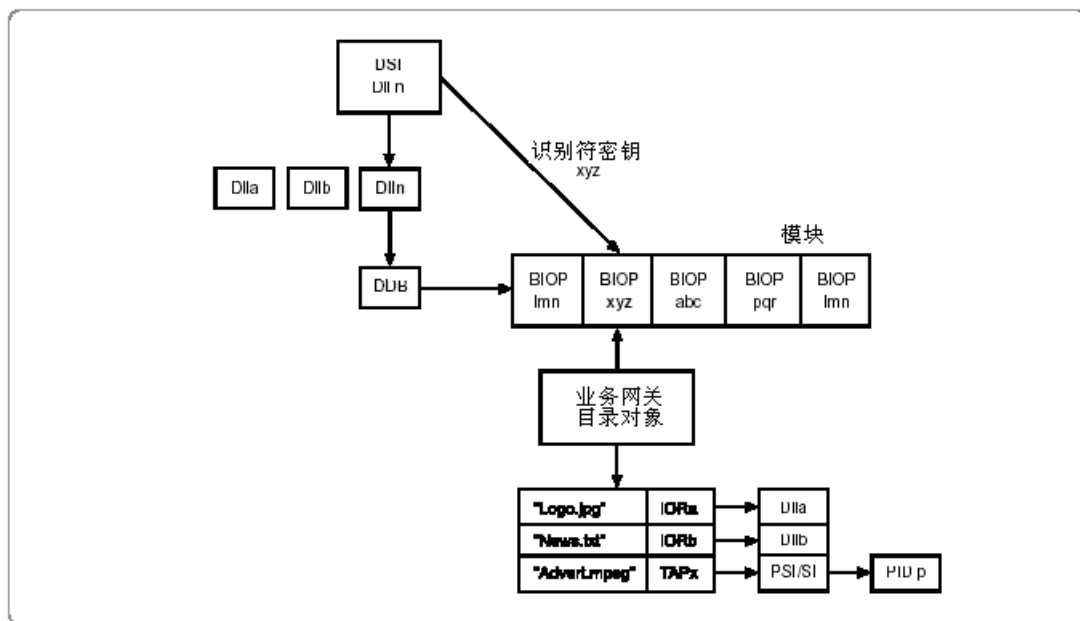 DSI
DII n
识别符密钥
xyz
DIIa
DIIb
DIIn
模块
DDB
BIOP
lmn
BIOP
xyz
BIOP
abc
BIOP
pqr
BIOP
lmn
业务网关
目录对象
"Logo.jpg"
IORa
DIIa
"News.txt"
IORb
DIIb
"Advert.mpeg"
TAPx
PSI/SI
PID p